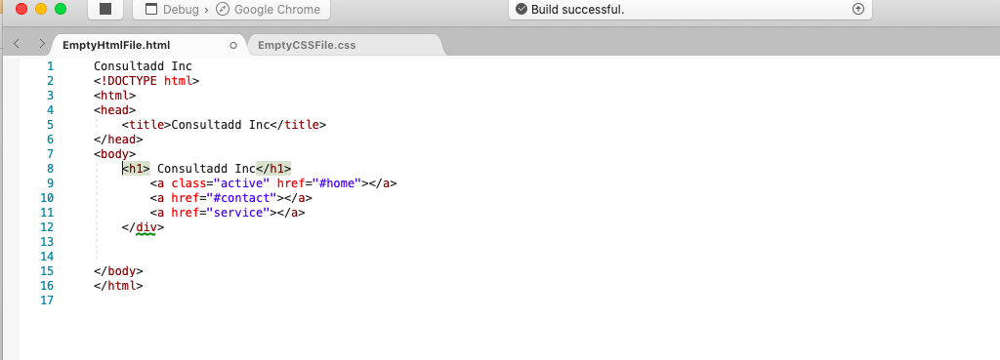 Debug › Google Chrome
Build successful.
EmptyHtmlFile.html
EmptyCSSFile.css
1 Consultadd Inc
2 <!DOCTYPE html>
3 <html>
4 <head>
5 <title>Consultadd Inc</title>
6 </head>
7 <body>
8 <h1> Consultadd Inc</h1>
9 <a class="active" href="#home"></a>
10 <a href="#contact"></a>
11 <a href="service"></a>
12 </div>
13
14
15 </body>
16 </html>
17